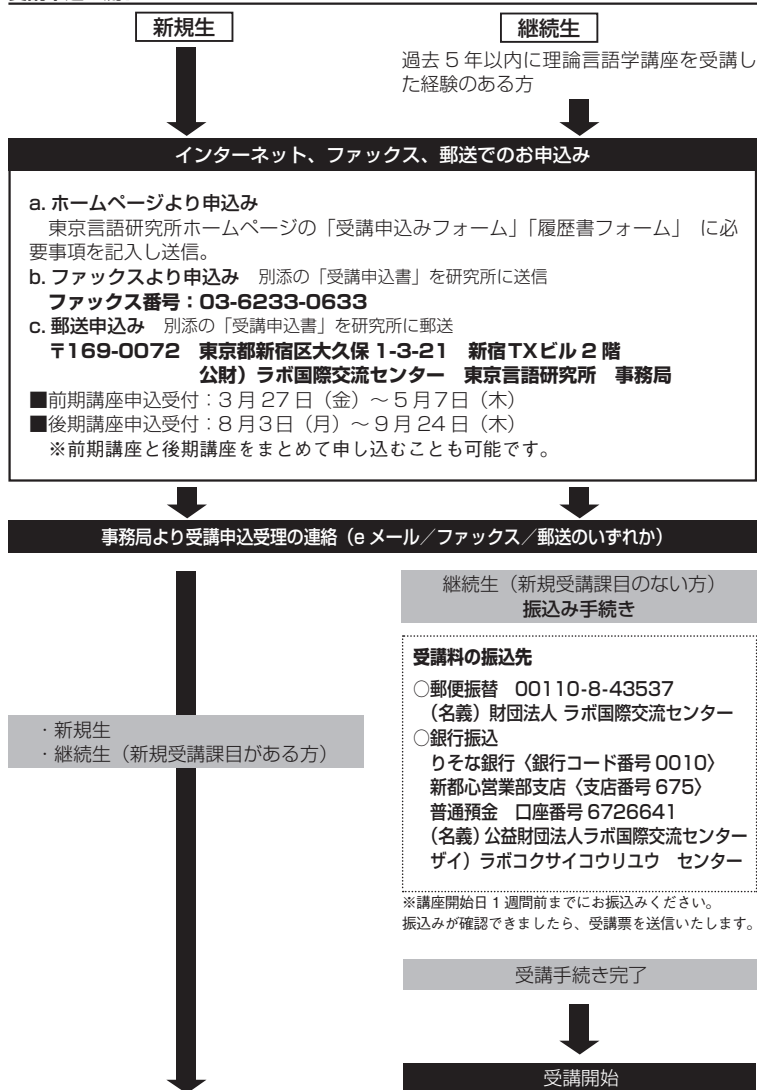 新規生
継続生
過去 5 年以内に理論言語学講座を受講し
た経験のある方
インターネット、ファックス、郵送でのお申込み
a. ホームページより申込み
東京言語研究所ホームページの「受講申込みフォーム」「履歴書フォーム」 に必
要事項を記入し送信。
b. ファックスより申込み 別添の「受講申込書」を研究所に送信
ファックス番号：03-6233-0633
c. 郵送申込み 別添の「受講申込書」を研究所に郵送
〒169-0072 東京都新宿区大久保 1-3-21 新宿TXビル 2 階
公財）ラボ国際交流センター 東京言語研究所 事務局
■前期講座申込受付：3 月 27 日（金）～ 5 月 7 日（木）
■後期講座申込受付：8 月 3 日（月）～ 9 月 24 日（木）
※前期講座と後期講座をまとめて申し込むことも可能です。
事務局より受講申込受理の連絡（e メール／ファックス／郵送のいずれか）
継続生（新規受講課目のない方）
振込み手続き
受講料の振込先
○郵便振替 00110-8-43537
（名義）財団法人 ラボ国際交流センター
○銀行振込
りそな銀行〈銀行コード番号 0010〉
新都心営業部支店〈支店番号 675〉
普通預金 口座番号 6726641
（名義）公益財団法人ラボ国際交流センター
ザイ）ラボコクサイコウリユウ センター
・新規生
・継続生（新規受講課目がある方）
※講座開始日 1 週間前までにお振込みください。
振込みが確認できましたら、受講票を送信いたします。
受講手続き完了
受講開始